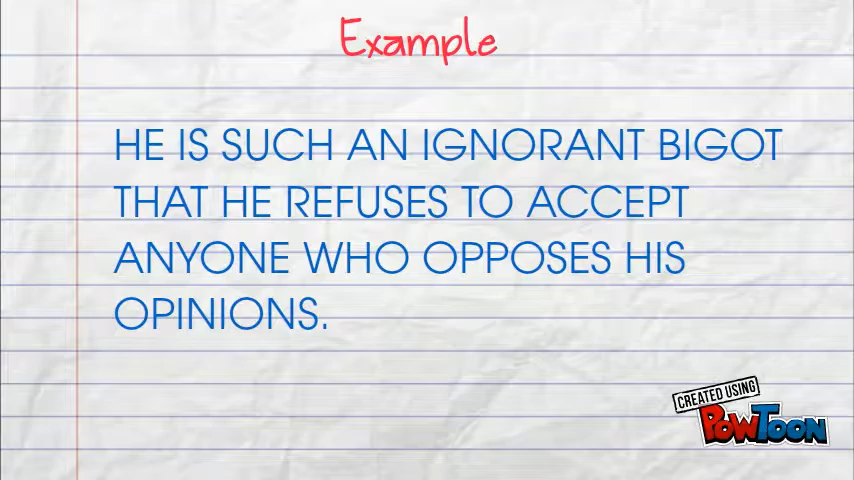 Example
HE IS SUCH AN IGNORANT BIGOT
THAT HE REFUSES TO ACCEPT
ANYONE WHO OPPOSES HIS
OPINIONS.
CREATED USING
POWTOON